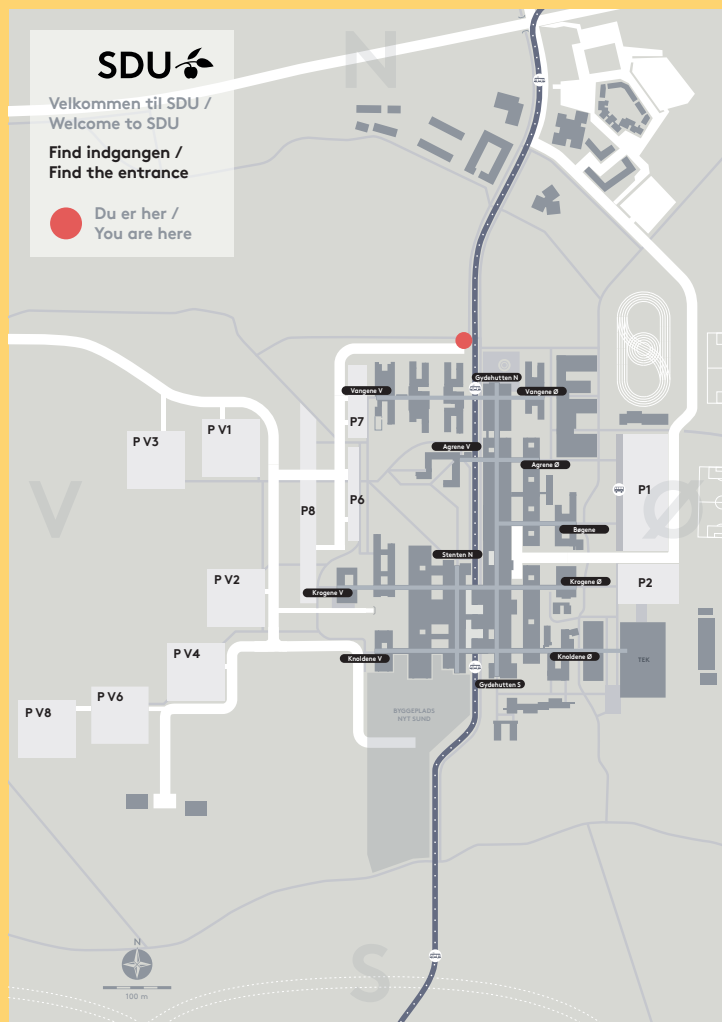 SDU
Velkommen til SDU /
Welcome to SDU
Find indgangen /
Find the entrance
Du er her /
You are here
N
Gydehutten N
Vangene V
Vangene Ø
P7
P V1
P V3
Agrene V
Agrene Ø
P6
P8
P1
V
Ø
Bøgene
Stenten N
P V2
Krogene V
Krogene Ø
P2
P V4
Knoldene V
Knoldene Ø
TEK
Gydehutten S
P V6
P V8
BYGGEPLADS
NYT SUND
N
100 m
S